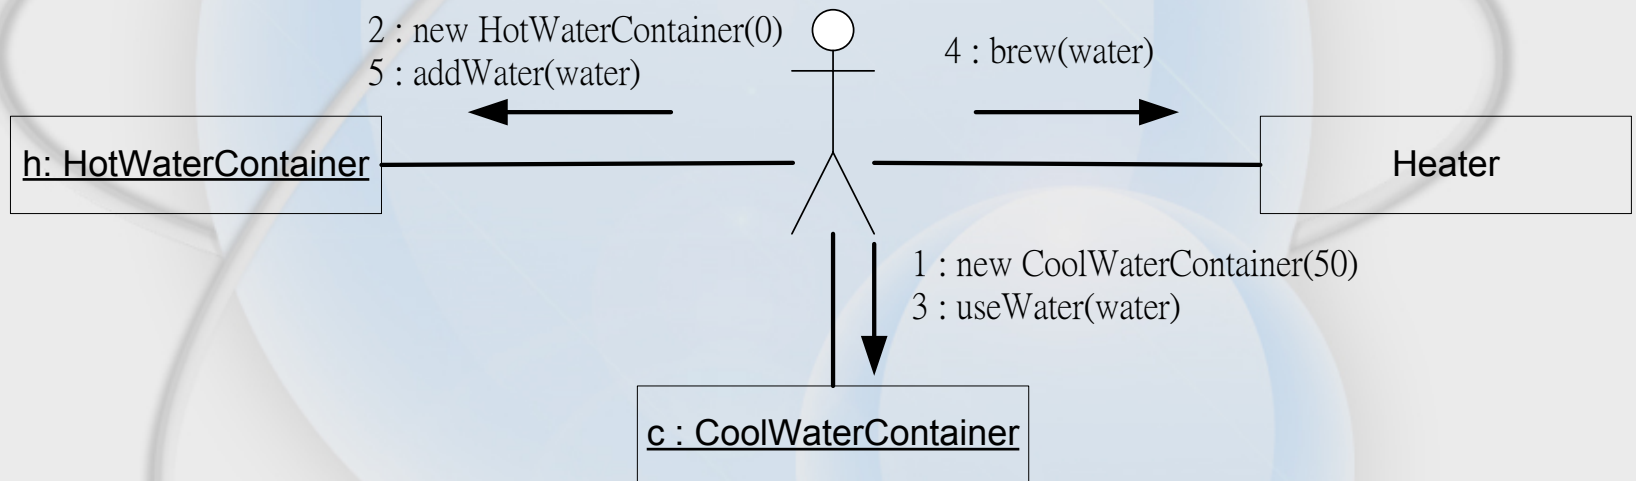 2 : new HotWaterContainer(0)
5 : addWater(water)
4 : brew(water)
h: HotWaterContainer
Heater
1 : new CoolWaterContainer(50)
3 : useWater(water)
c : CoolWaterContainer